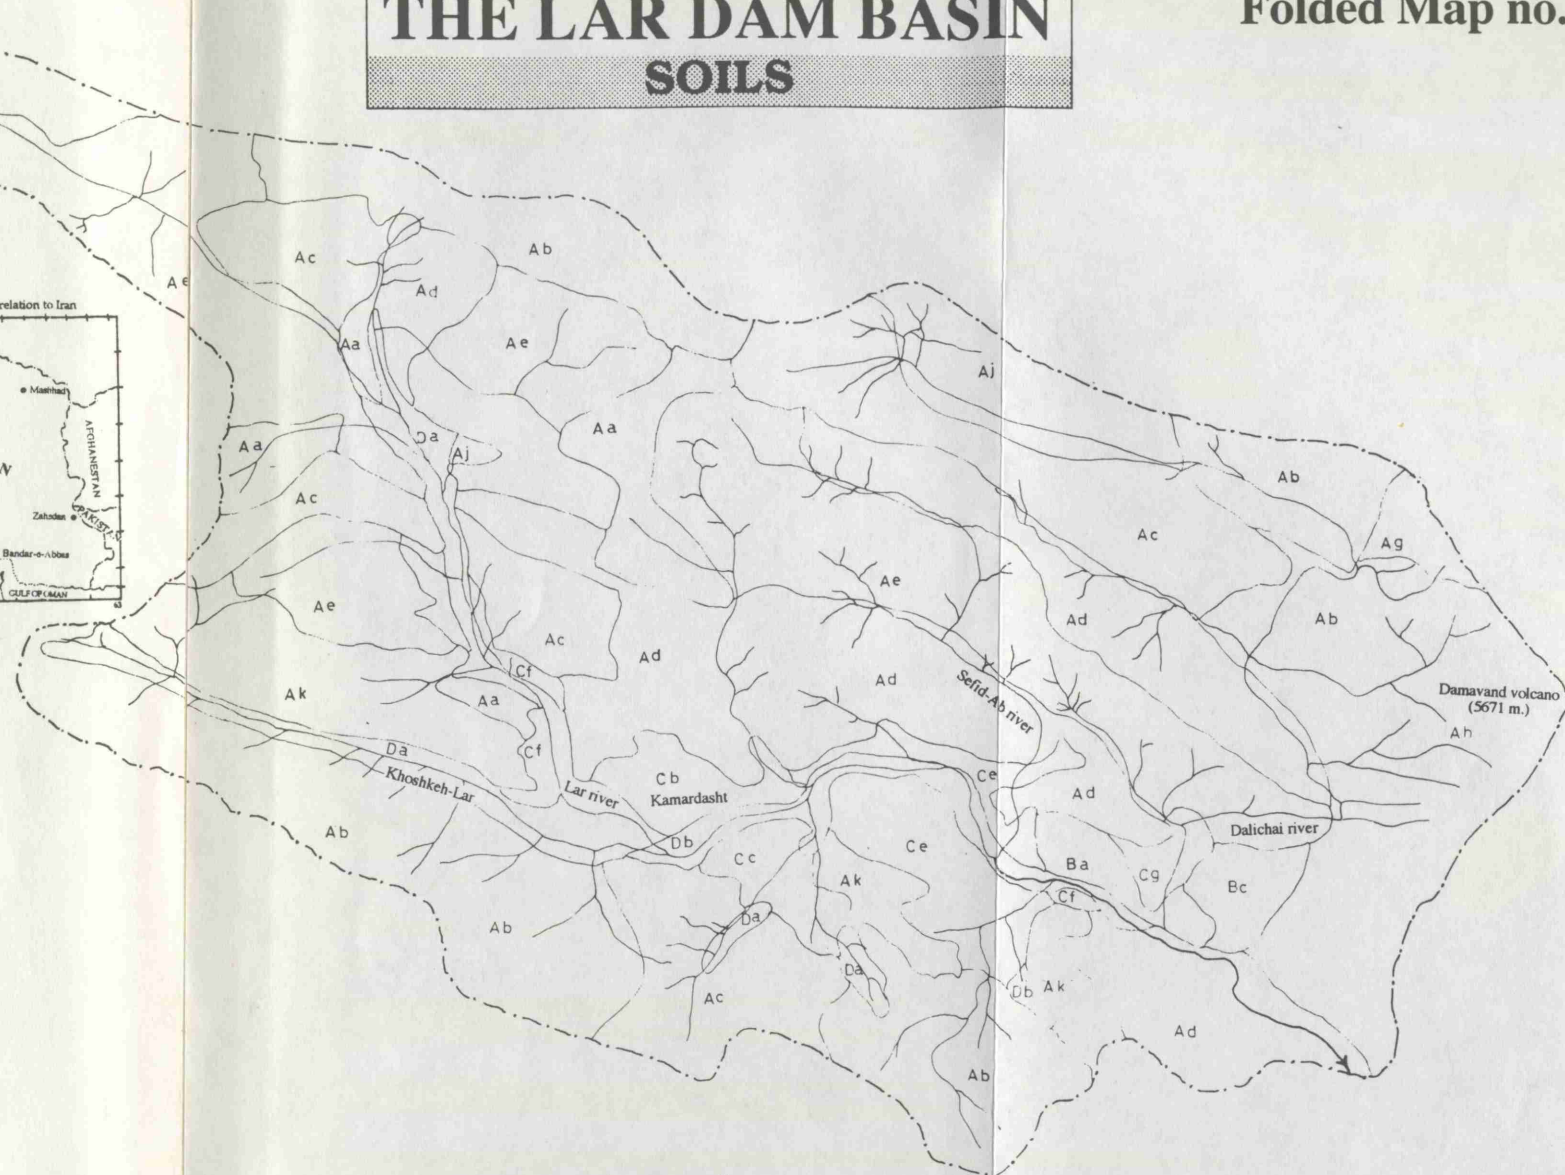 THE LAR DAM BASIN
Folded Map no.
SOILS
Ac
Ab
Ae
Ad
relation to Iran
Aa
Ae
Aj
Mashhad
AFGHANESTAN
Aa
Da
Aj
Aa
Ab
Ac
Zahedan
PAKISTAN
Ac
Ag
Bandar-e-Abbas
GULF OF OMAN
63
Ae
Ae
Ad
Ab
Ac
Ad
Cf
Ad
Ak
Aa
Sefid-Ab river
Damavand volcano
(5671 m.)
Ah
Da
Cf
Khoshkeh-Lar
Lar river
Cb
Kamardasht
Ce
Ad
Dalichai river
Ab
Db
Cc
Ce
Ba
Ak
Cg
Bc
Cf
Ab
Da
Da
Ac
Db
Ak
Ad
Ab